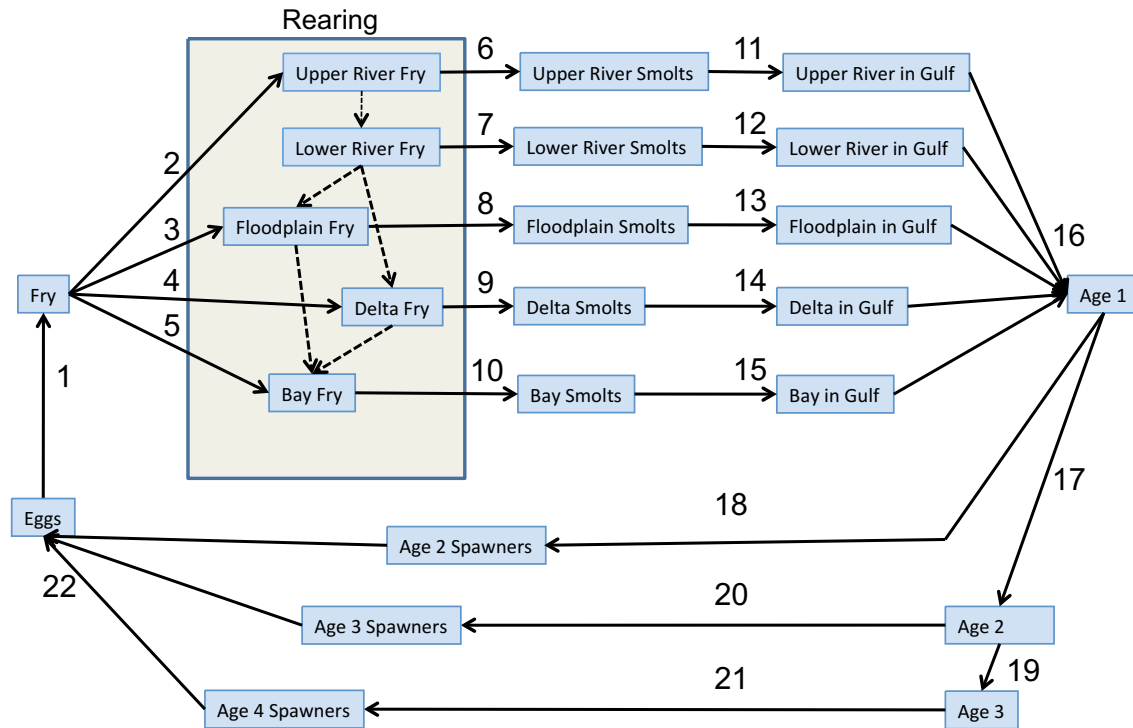 Rearing
6
11
Upper River Fry
Upper River Smolts
Upper River in Gulf
7
12
Lower River Fry
Lower River Smolts
Lower River in Gulf
2
8
13
3
Floodplain Fry
Floodplain Smolts
Floodplain in Gulf
16
4
9
14
Fry
Delta Fry
Delta Smolts
Delta in Gulf
Age 1
5
1
10
15
Bay Fry
Bay Smolts
Bay in Gulf
17
18
Eggs
Age 2 Spawners
22
20
Age 3 Spawners
Age 2
19
21
Age 4 Spawners
Age 3